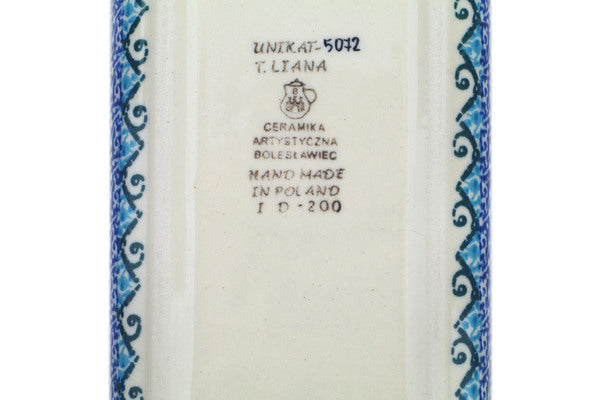 UNIKAT-5072
T. LIANA
CERAMIKA
ARTYSTYCZNA
BOLESŁAWIEC
HAND MADE
IN POLAND
I D-200